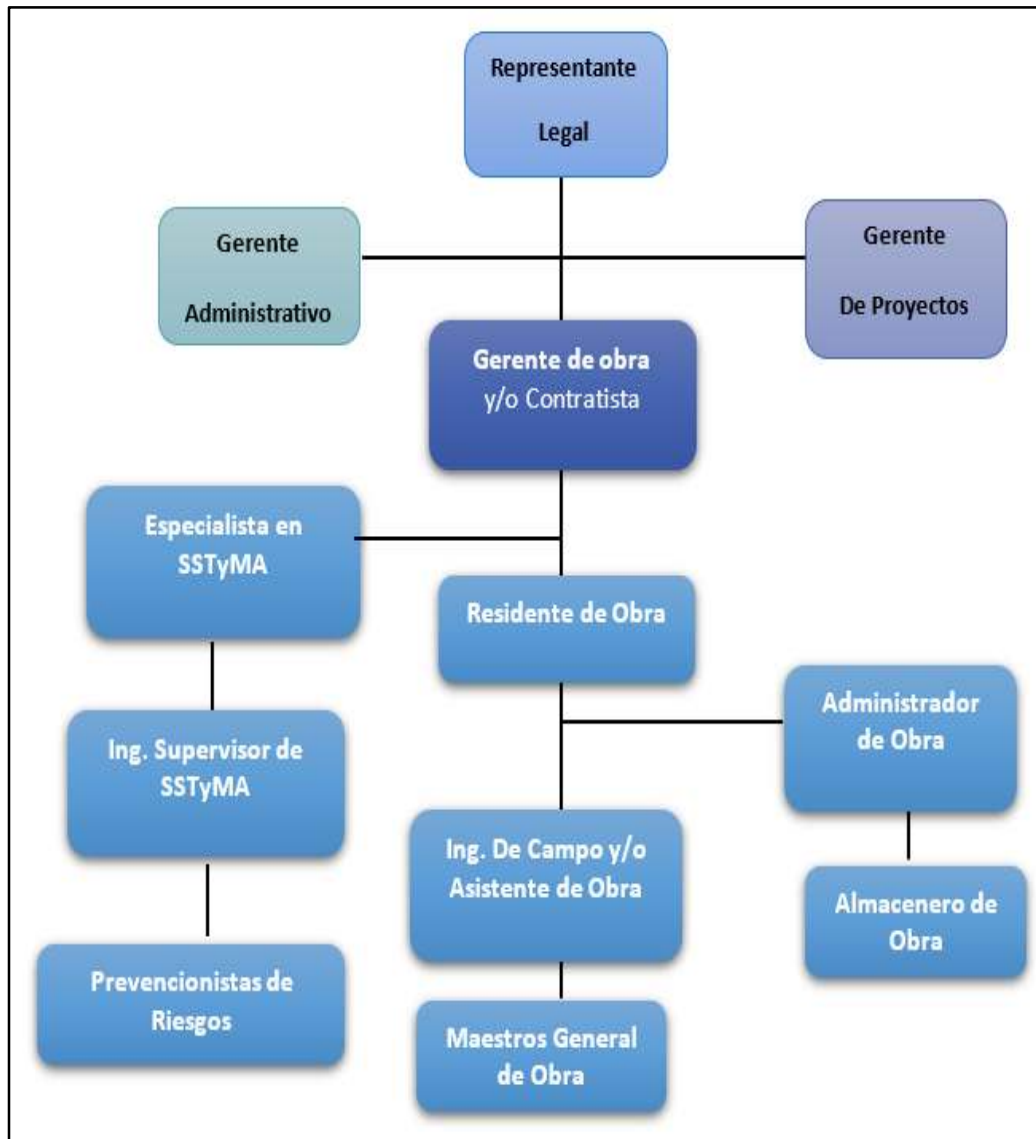 Representante
Legal
Gerente
Administrativo
Gerente
De Proyectos
Gerente de obra
y/o Contratista
Especialista en
SSTyMA
Residente de Obra
Administrador
de Obra
Ing. Supervisor de
SSTyMA
Ing. De Campo y/o
Asistente de Obra
Almacenero de
Obra
Prevencionistas de
Riesgos
Maestros General
de Obra